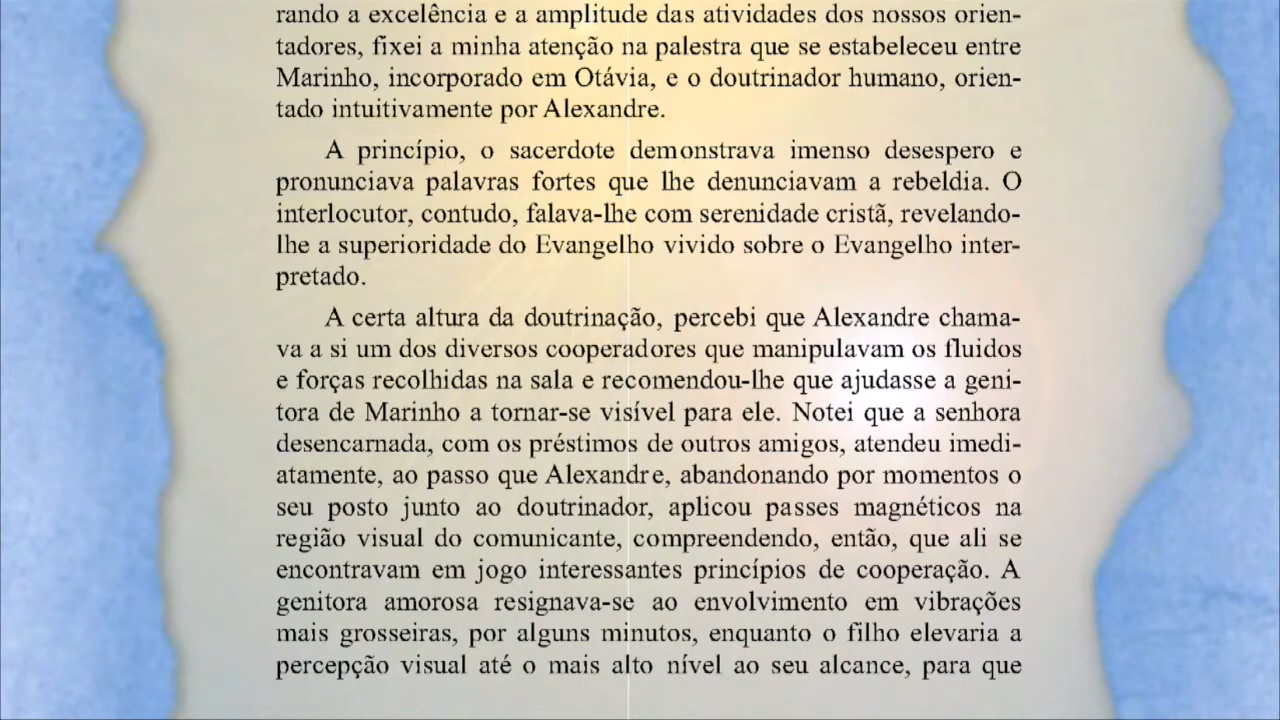 rando a excelência e a amplitude das atividades dos nossos orien-
tadores, fixei a minha atenção na palestra que se estabeleceu entre
Marinho, incorporado em Otávia, e o doutrinador humano, orien-
tado intuitivamente por Alexandre.
A princípio, o sacerdote demonstrava imenso desespero e
pronunciava palavras fortes que lhe denunciavam a rebeldia. O
interlocutor, contudo, falava-lhe com serenidade cristã, revelando-
lhe a superioridade do Evangelho vivido sobre o Evangelho inter-
pretado.
A certa altura da doutrinação, percebi que Alexandre chama-
va a si um dos diversos cooperadores que manipulavam os fluidos
e forças recolhidas na sala e recomendou-lhe que ajudasse a geni-
tora de Marinho a tornar-se visível para ele. Notei que a senhora
desencarnada, com os préstimos de outros amigos, atendeu imedi-
atamente, ao passo que Alexandre, abandonando por momentos o
seu posto junto ao doutrinador, aplicou passes magnéticos na
região visual do comunicante, compreendendo, então, que ali se
encontravam em jogo interessantes princípios de cooperação. A
genitora amorosa resignava-se ao envolvimento em vibrações
mais grosseiras, por alguns minutos, enquanto o filho elevaria a
percepção visual até o mais alto nível ao seu alcance, para que